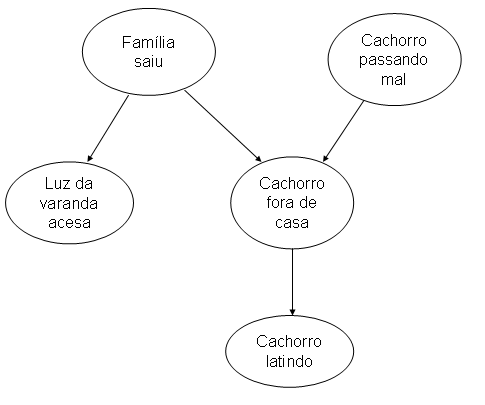 Família
saiu
Cachorro
passando
mal
Luz da
varanda
acesa
Cachorro
fora de
casa
Cachorro
latindo